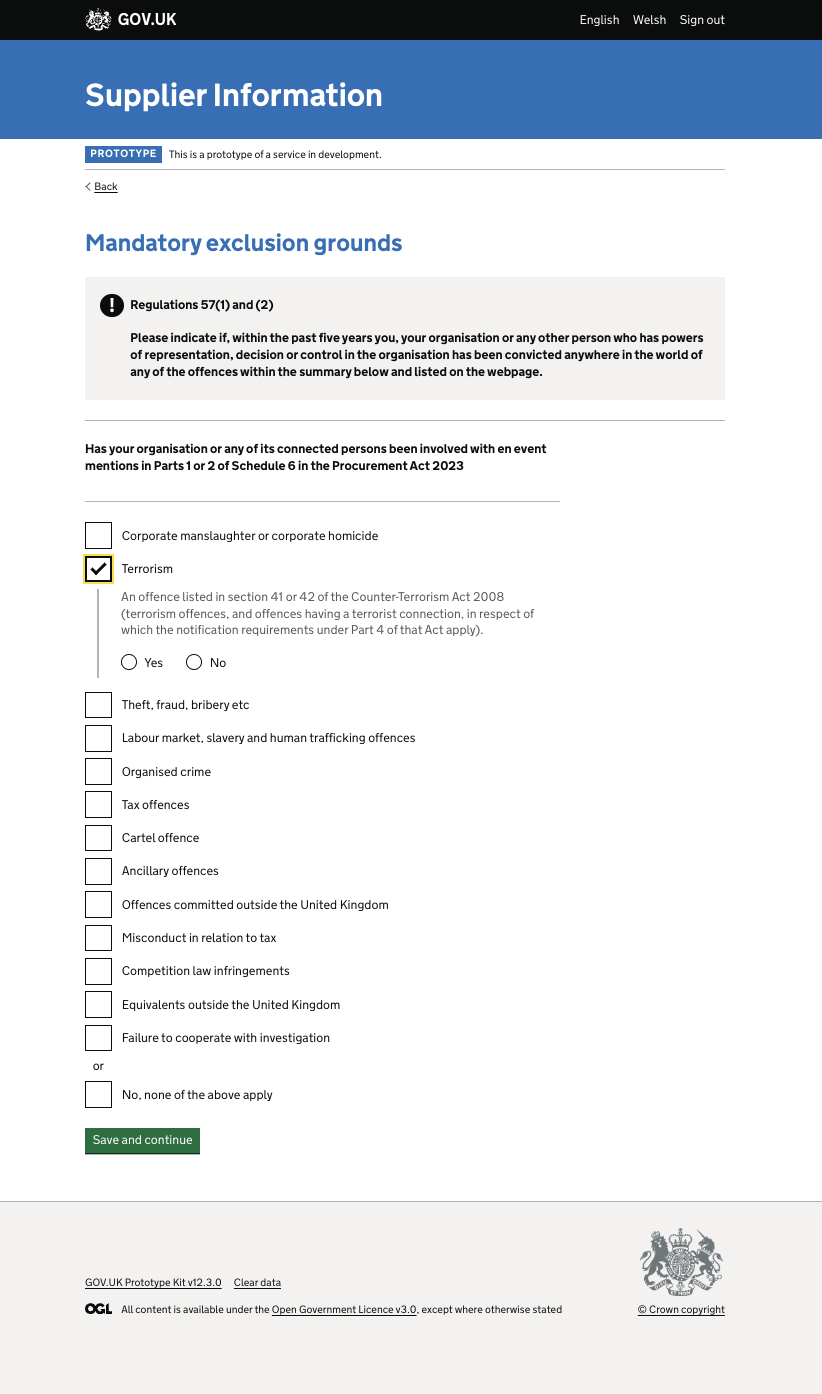 GOV.UK
English Welsh Sign out
Supplier Information
PROTOTYPE This is a prototype of a service in development.
Back
Mandatory exclusion grounds
! Regulations 57(1) and (2)
Please indicate if, within the past five years you, your organisation or any other person who has powers
of representation, decision or control in the organisation has been convicted anywhere in the world of
any of the offences within the summary below and listed on the webpage.
Has your organisation or any of its connected persons been involved with en event
mentions in Parts 1 or 2 of Schedule 6 in the Procurement Act 2023
Corporate manslaughter or corporate homicide
Terrorism
An offence listed in section 41 or 42 of the Counter-Terrorism Act 2008
(terrorism offences, and offences having a terrorist connection, in respect of
which the notification requirements under Part 4 of that Act apply).
Yes No
Theft, fraud, bribery etc
Labour market, slavery and human trafficking offences
Organised crime
Tax offences
Cartel offence
Ancillary offences
Offences committed outside the United Kingdom
Misconduct in relation to tax
Competition law infringements
Equivalents outside the United Kingdom
Failure to cooperate with investigation
or
No, none of the above apply
Save and continue
GOV.UK Prototype Kit v12.3.0 Clear data
OGL All content is available under the Open Government Licence v3.0, except where otherwise stated
© Crown copyright